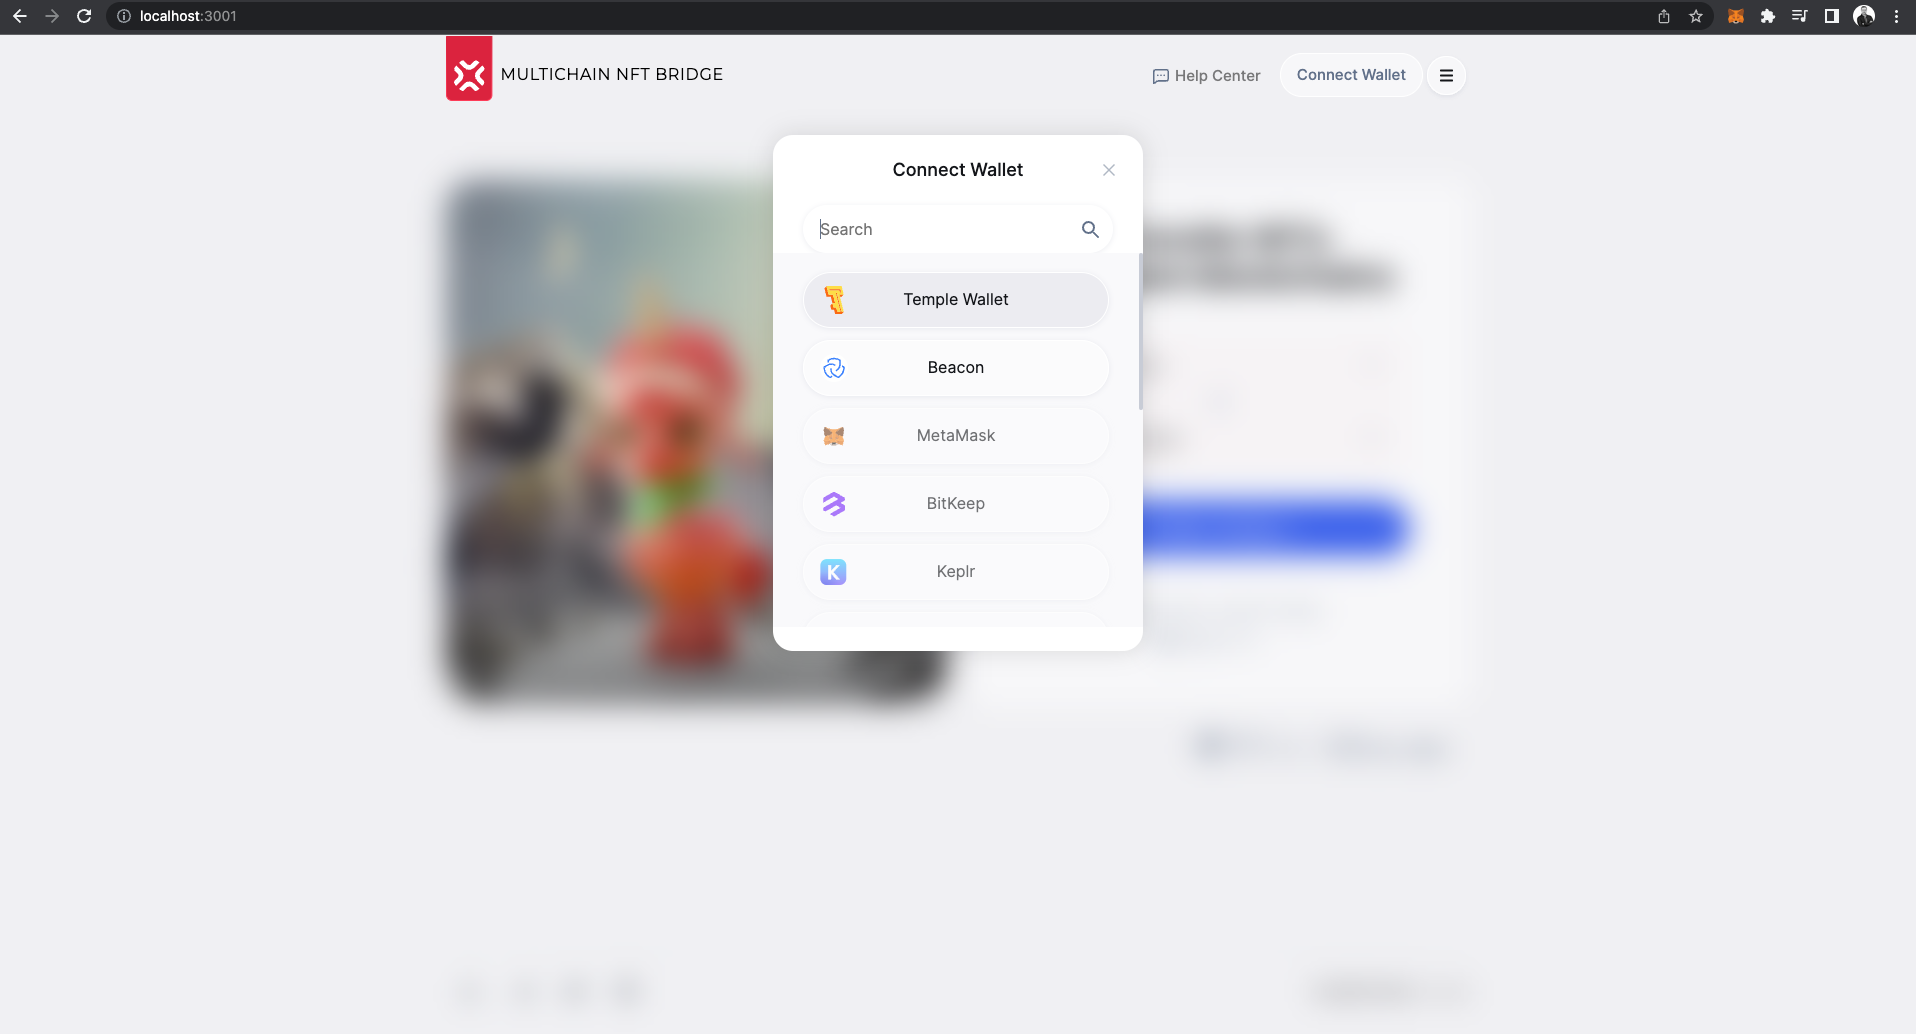 localhost:3001
MULTICHAIN NFT BRIDGE
Help Center
Connect Wallet
Connect Wallet
Search
Temple Wallet
Beacon
MetaMask
BitKeep
Keplr